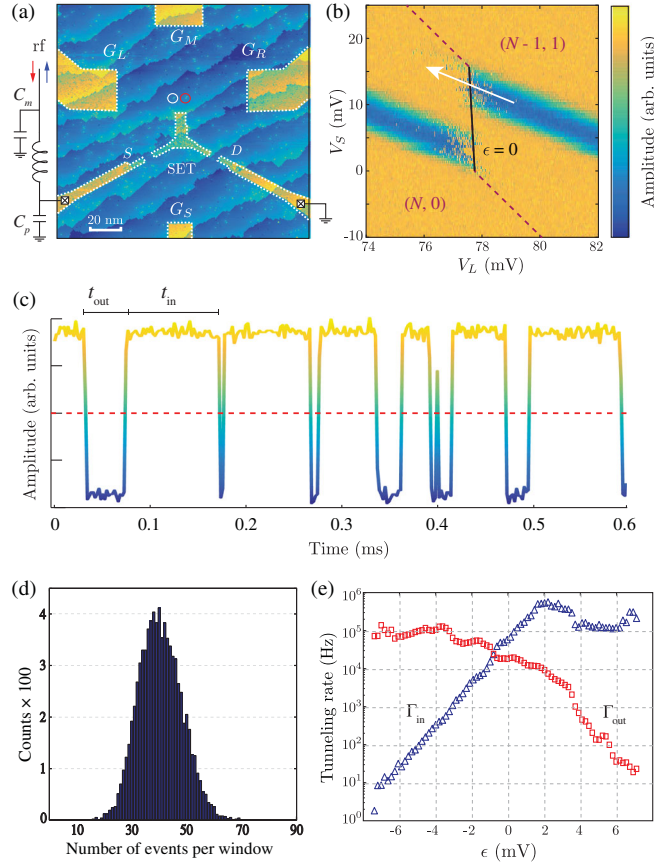 (a)
rf
C_m
C_p
G_L
G_M
G_R
S
D
SET
20 nm
G_S
(b)
V_S (mV)
25
20
10
0
-10
(N - 1, 1)
ϵ = 0
(N, 0)
74
76
78
80
82
V_L (mV)
Amplitude (arb. units)
(c)
t_out
t_in
Amplitude (arb. units)
0
0.1
0.2
0.3
0.4
0.5
0.6
Time (ms)
(d)
Counts × 100
4
3
2
1
0
10
30
50
70
90
Number of events per window
(e)
Tunneling rate (Hz)
10^6
10^5
10^4
10^3
10^2
10^1
10^0
Γ_in
Γ_out
-6
-4
-2
0
2
4
6
ϵ (mV)